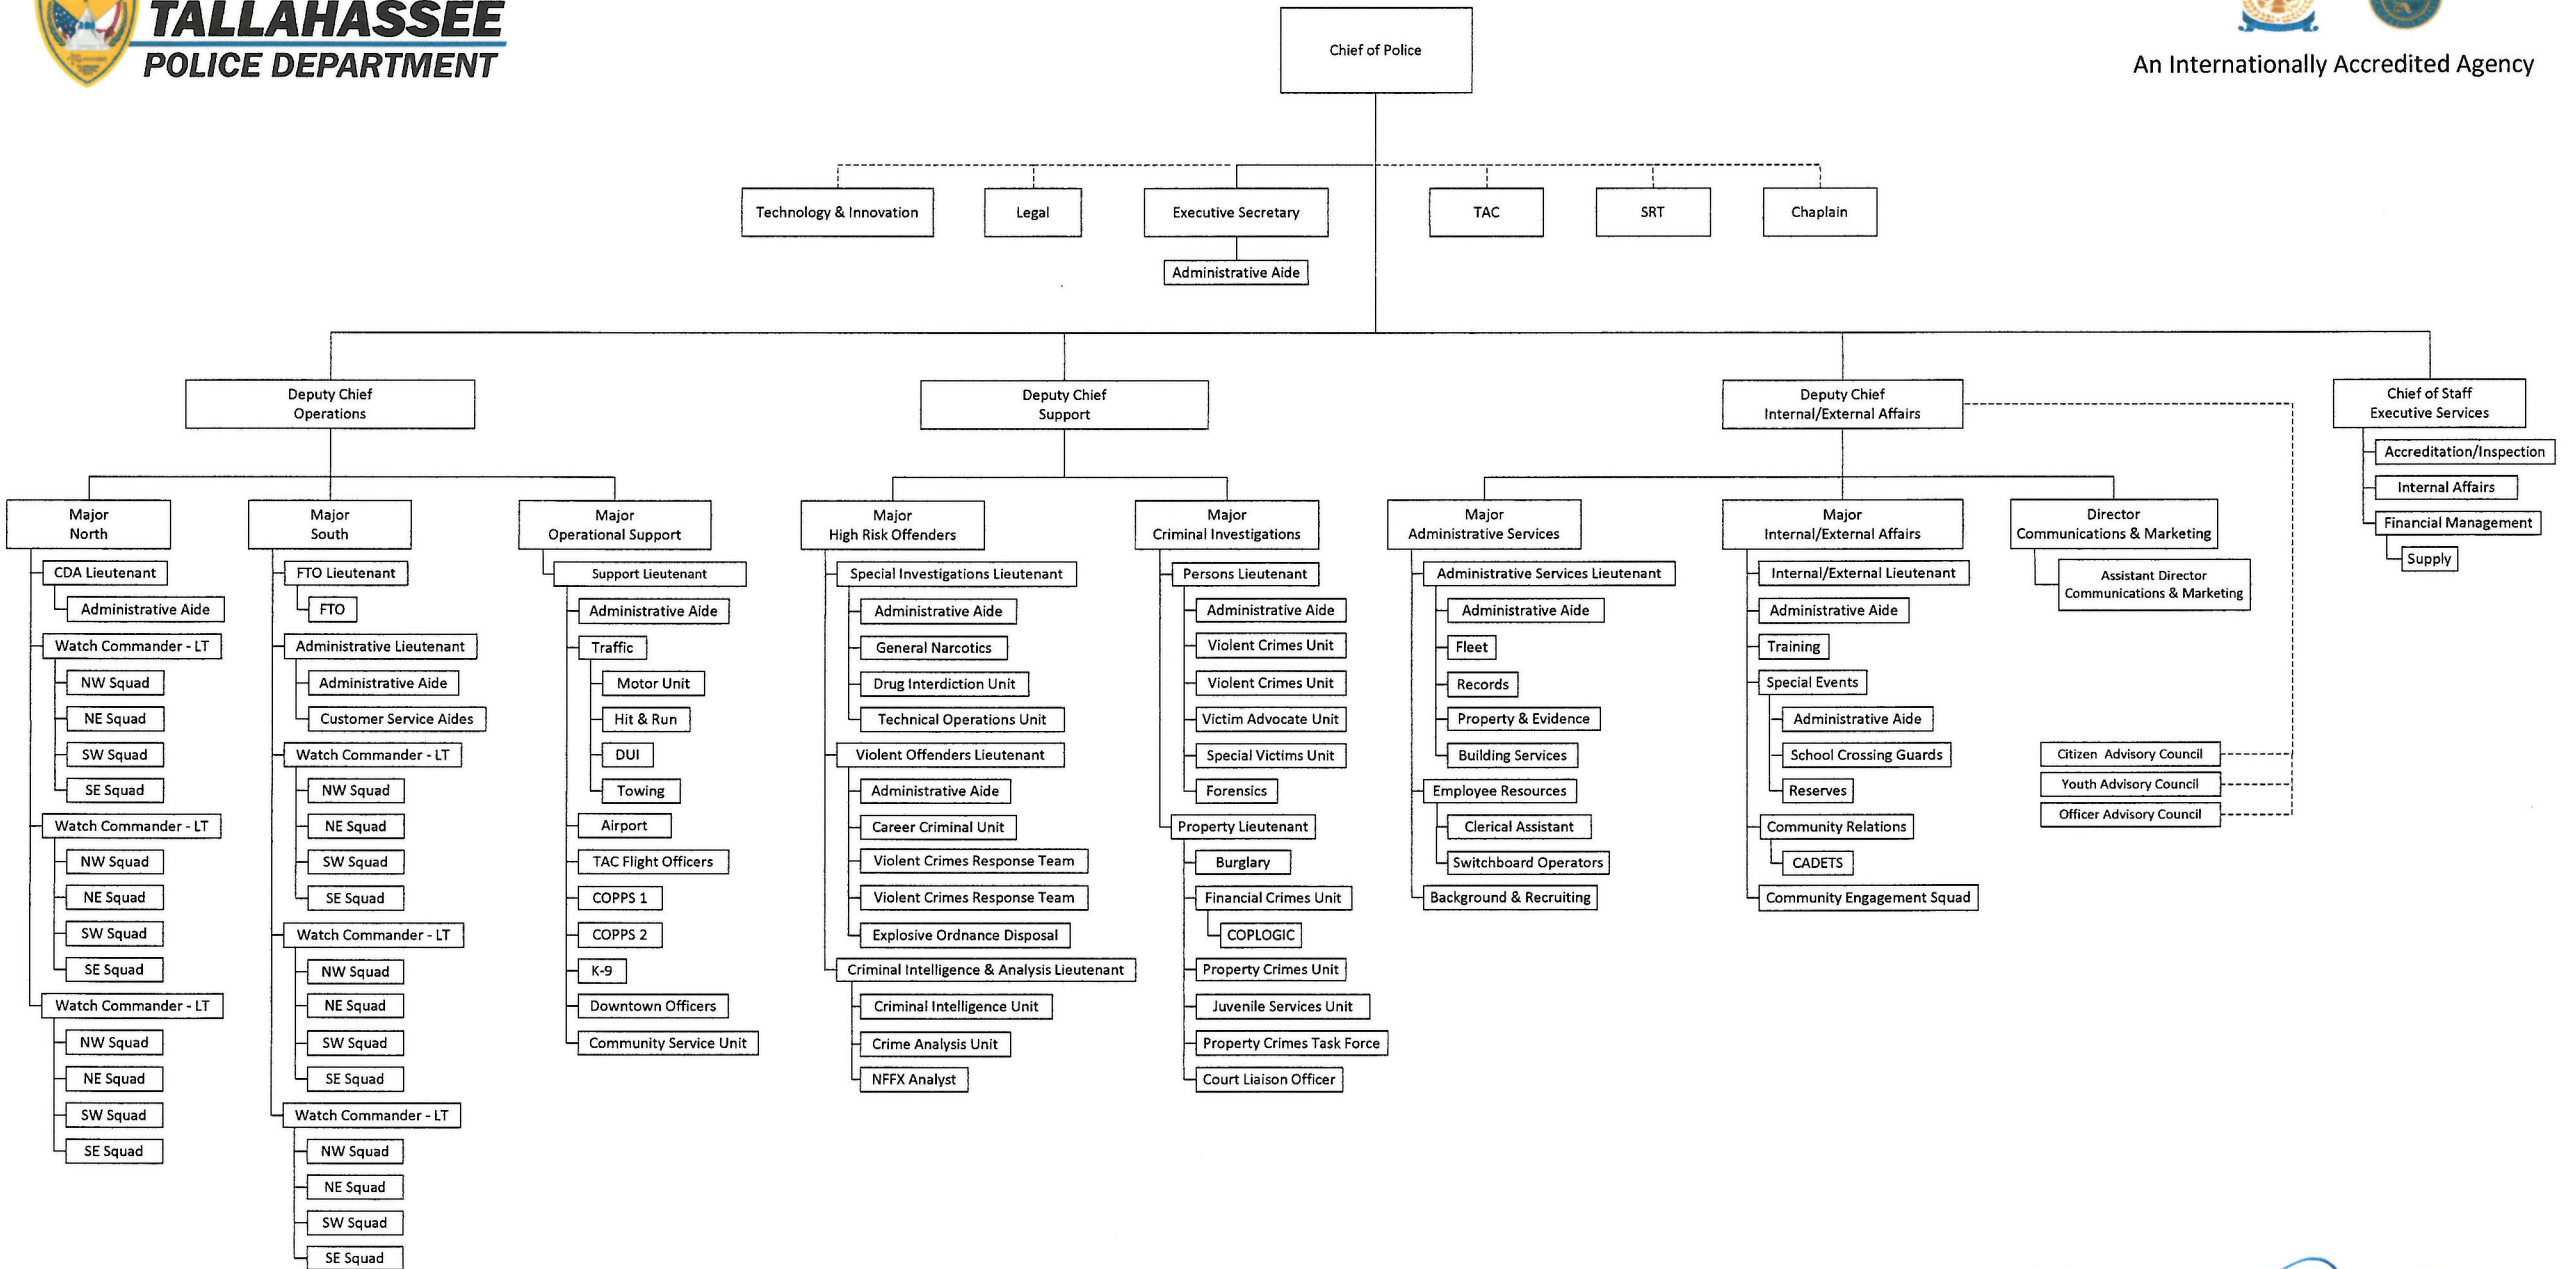 TALLAHASSEE
POLICE DEPARTMENT
An Internationally Accredited Agency
Chief of Police
Technology & Innovation
Legal
Executive Secretary
TAC
SRT
Chaplain
Administrative Aide
Deputy Chief
Operations
Deputy Chief
Support
Deputy Chief
Internal/External Affairs
Chief of Staff
Executive Services
Accreditation/Inspection
Internal Affairs
Financial Management
Supply
Major
North
CDA Lieutenant
Administrative Aide
Watch Commander - LT
NW Squad
NE Squad
SW Squad
SE Squad
Watch Commander - LT
NW Squad
NE Squad
SW Squad
SE Squad
Watch Commander - LT
NW Squad
NE Squad
SW Squad
SE Squad
Major
South
FTO Lieutenant
FTO
Administrative Lieutenant
Administrative Aide
Customer Service Aides
Watch Commander - LT
NW Squad
NE Squad
SW Squad
SE Squad
Watch Commander - LT
NW Squad
NE Squad
SW Squad
SE Squad
Watch Commander - LT
NW Squad
NE Squad
SW Squad
SE Squad
Major
Operational Support
Support Lieutenant
Administrative Aide
Traffic
Motor Unit
Hit & Run
DUI
Towing
Airport
TAC Flight Officers
COPPS 1
COPPS 2
K-9
Downtown Officers
Community Service Unit
Major
High Risk Offenders
Special Investigations Lieutenant
Administrative Aide
General Narcotics
Drug Interdiction Unit
Technical Operations Unit
Violent Offenders Lieutenant
Administrative Aide
Career Criminal Unit
Violent Crimes Response Team
Violent Crimes Response Team
Explosive Ordnance Disposal
Criminal Intelligence & Analysis Lieutenant
Criminal Intelligence Unit
Crime Analysis Unit
NFFX Analyst
Major
Criminal Investigations
Persons Lieutenant
Administrative Aide
Violent Crimes Unit
Violent Crimes Unit
Victim Advocate Unit
Special Victims Unit
Forensics
Property Lieutenant
Burglary
Financial Crimes Unit
COPLOGIC
Property Crimes Unit
Juvenile Services Unit
Property Crimes Task Force
Court Liaison Officer
Major
Administrative Services
Administrative Services Lieutenant
Administrative Aide
Fleet
Records
Property & Evidence
Building Services
Employee Resources
Clerical Assistant
Switchboard Operators
Background & Recruiting
Major
Internal/External Affairs
Internal/External Lieutenant
Administrative Aide
Training
Special Events
Administrative Aide
School Crossing Guards
Reserves
Community Relations
CADETS
Community Engagement Squad
Director
Communications & Marketing
Assistant Director
Communications & Marketing
Citizen Advisory Council
Youth Advisory Council
Officer Advisory Council